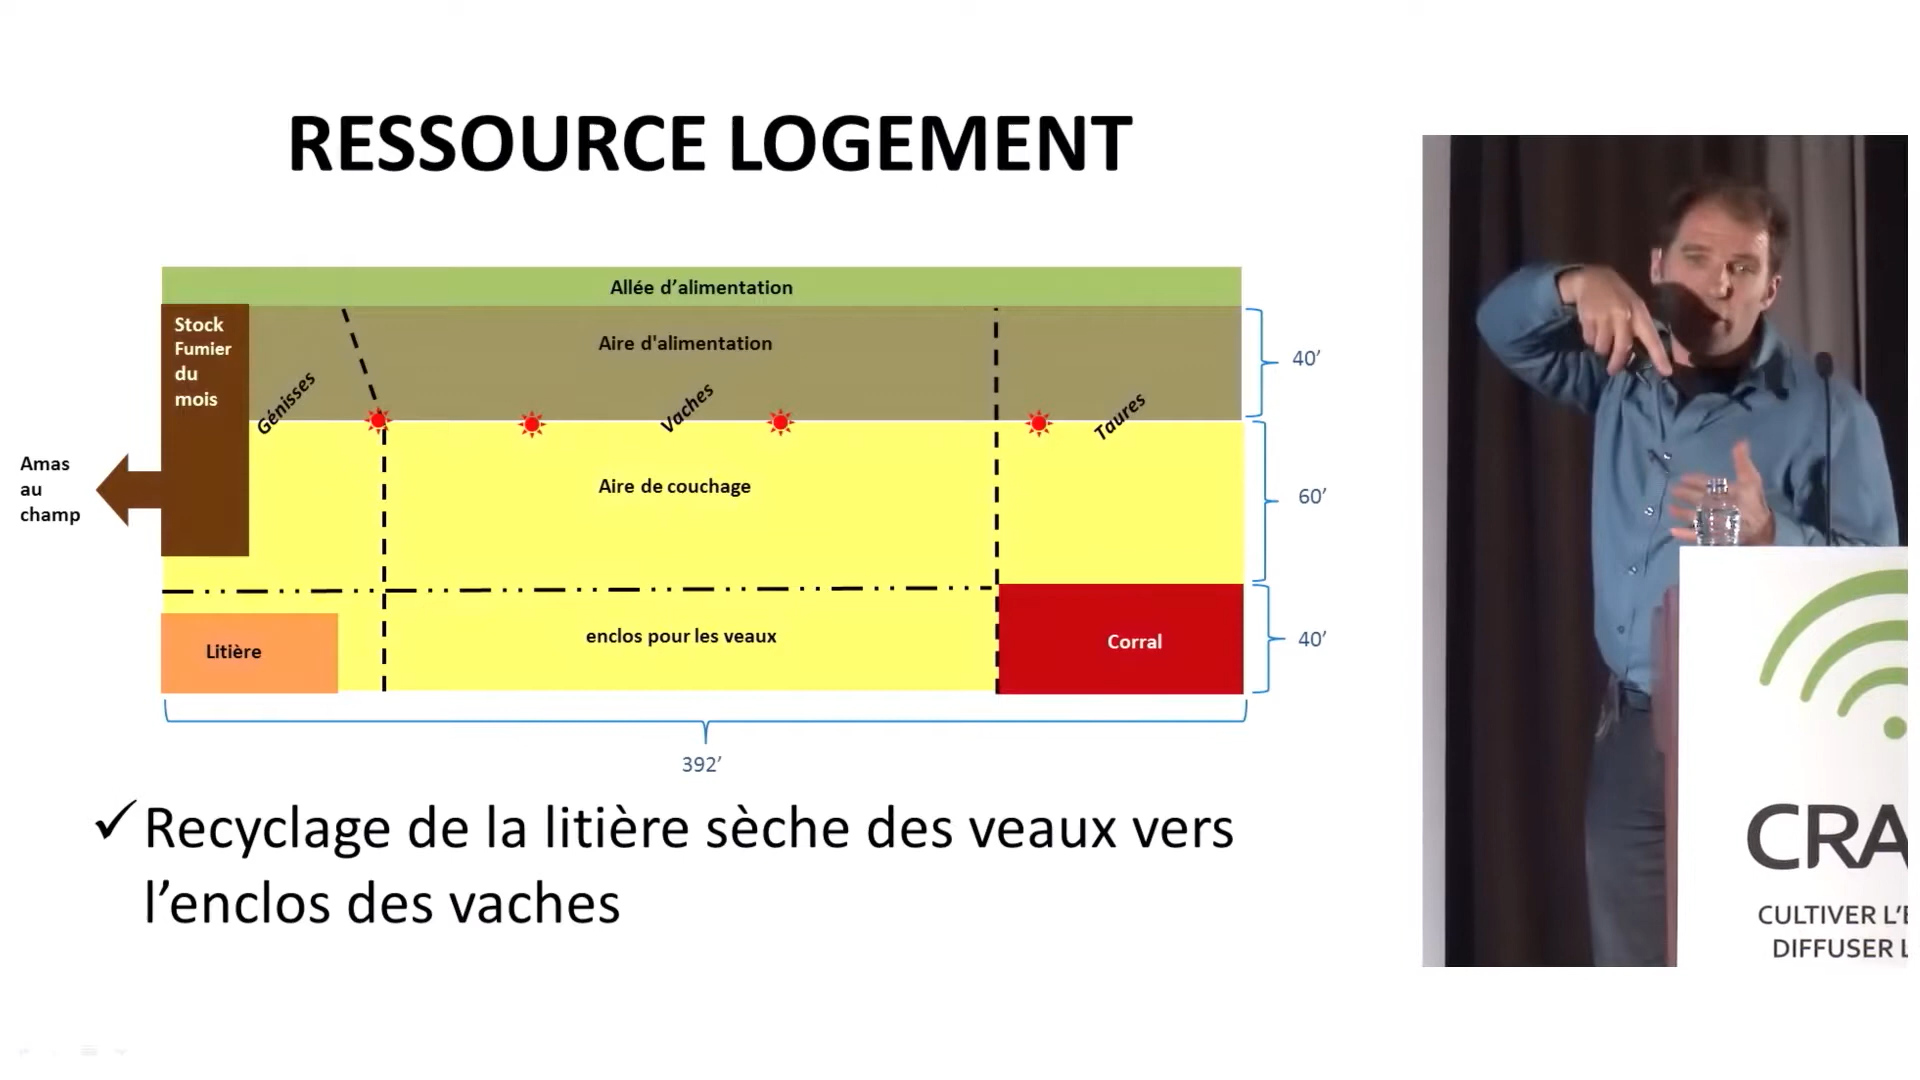 RESSOURCE LOGEMENT
Allée d’alimentation
Stock
Fumier
du
mois
Aire d'alimentation
40’
Génisses
Vaches
Taures
Amas
au
champ
Aire de couchage
60’
Litière
enclos pour les veaux
Corral
40’
392’
✓ Recyclage de la litière sèche des veaux vers
l’enclos des vaches
CRA
CULTIVER L’
DIFFUSER L